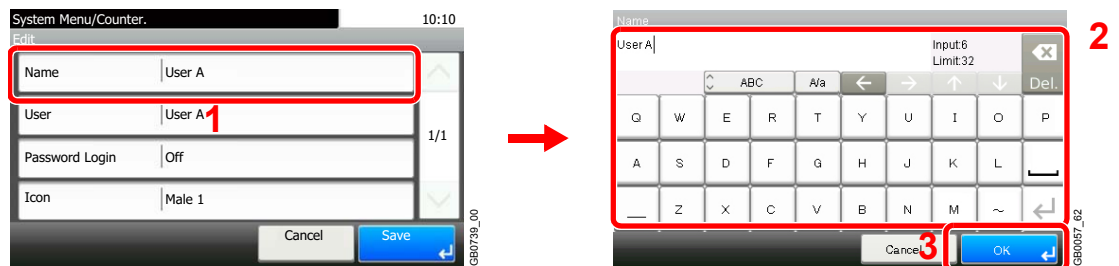 System Menu/Counter.
10:10
Edit
Name User A
User User A
1
1/1
Password Login Off
Icon Male 1
Cancel Save
GB0739_00
Name
2
User A
Input:6
Limit:32
ABC A/a Del.
Q W E R T Y U I O P
A S D F G H J K L
_ Z X C V B N M ~
Cancel 3 OK
GB0057_62